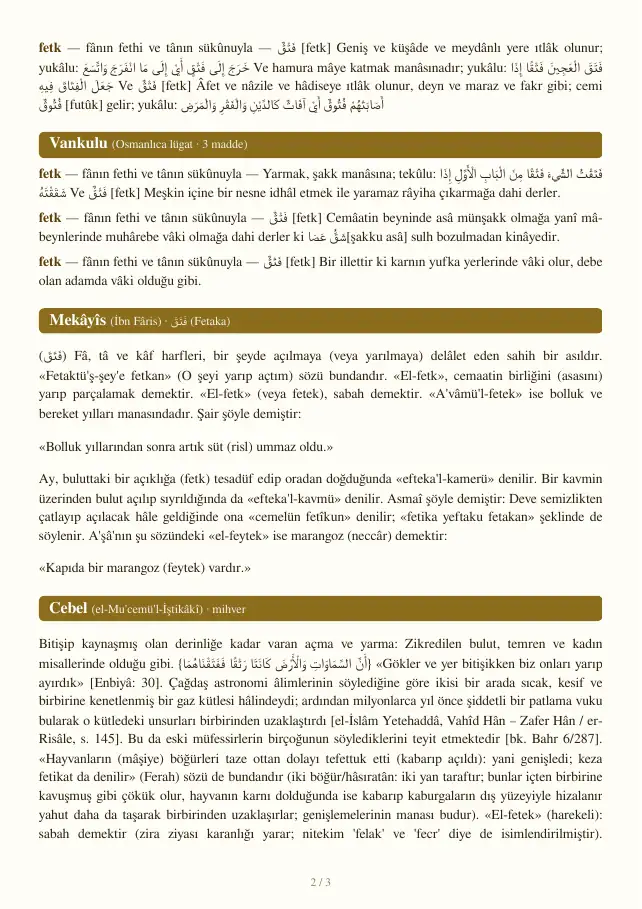 fetk — fânın fethi ve tânın sükûnuyla — فَتْقٌ [fetk] Geniş ve küşâde ve meydânlı yere ıtlâk olunur;
yukâlu: خَرَجَ إِلَى فَتْقٍ أَيْ إِلَى مَا انْفَرَجَ وَاتَّسَعَ Ve hamura mâye katmak manâsınadır; yukâlu: فَتَقَ الْعَجِينَ فَتْقًا إِذَا
جَعَلَ الْفِتَاقَ فِيهِ Ve فَتْقٌ [fetk] Âfet ve nâzile ve hâdiseye ıtlâk olunur, deyn ve maraz ve fakr gibi; cemi
فُتُوقٌ [futûk] gelir; yukâlu: أَصَابَتْهُمْ فُتُوقٌ أَيْ آفَاتٌ كَالدَّيْنِ وَالْفَقْرِ وَالْمَرَضِ
Vankulu (Osmanlıca lügat · 3 madde)
fetk — fânın fethi ve tânın sükûnuyla — Yarmak, şakk manâsına; tekûlu: فَتَقْتُ الشَّيْءَ فَتْقًا مِنَ الْبَابِ الْأَوَّلِ إِذَا
شَقَقْتَهُ Ve فَتْقٌ [fetk] Meşkin içine bir nesne idhâl etmek ile yaramaz râyiha çıkarmağa dahi derler.
fetk — fânın fethi ve tânın sükûnuyla — فَتْقٌ [fetk] Cemâatin beyninde asâ münşakk olmağa yanî mâ-
beynlerinde muhârebe vâki olmağa dahi derler ki شَقُّ عَصَا[şakku asâ] sulh bozulmadan kinâyedir.
fetk — fânın fethi ve tânın sükûnuyla — فَتْقٌ [fetk] Bir illettir ki karnın yufka yerlerinde vâki olur, debe
olan adamda vâki olduğu gibi.
Mekâyîs (İbn Fâris) · فَتَقَ (Fetaka)
(فَتَقَ) Fâ, tâ ve kâf harfleri, bir şeyde açılmaya (veya yarılmaya) delâlet eden sahih bir asıldır.
«Fetaktü'ş-şey'e fetkan» (O şeyi yarıp açtım) sözü bundandır. «El-fetk», cemaatin birliğini (asasını)
yarıp parçalamak demektir. «El-fetk» (veya fetek), sabah demektir. «A'vâmü'l-fetek» ise bolluk ve
bereket yılları manasındadır. Şair şöyle demiştir:
«Bolluk yıllarından sonra artık süt (risl) ummaz oldu.»
Ay, buluttaki bir açıklığa (fetk) tesadüf edip oradan doğduğunda «efteka'l-kamerü» denilir. Bir kavmin
üzerinden bulut açılıp sıyrıldığında da «efteka'l-kavmü» denilir. Asmaî şöyle demiştir: Deve semizlikten
çatlayıp açılacak hâle geldiğinde ona «cemelün fetîkun» denilir; «fetika yeftaku fetakan» şeklinde de
söylenir. A'şâ'nın şu sözündeki «el-feytek» ise marangoz (neccâr) demektir:
«Kapıda bir marangoz (feytek) vardır.»
Cebel (el-Mu'cemü'l-İştikâkî) · mihver
Bitişip kaynaşmış olan derinliğe kadar varan açma ve yarma: Zikredilen bulut, temren ve kadın
misallerinde olduğu gibi. {أَنَّ السَّمَاوَاتِ وَالْأَرْضَ كَانَتَا رَتْقًا فَفَتَقْنَاهُمَا} «Gökler ve yer bitişikken biz onları yarıp
ayırdık» [Enbiyâ: 30]. Çağdaş astronomi âlimlerinin söylediğine göre ikisi bir arada sıcak, kesif ve
birbirine kenetlenmiş bir gaz kütlesi hâlindeydi; ardından milyonlarca yıl önce şiddetli bir patlama vuku
bularak o kütledeki unsurları birbirinden uzaklaştırdı [el-İslâm Yetehaddâ, Vahîd Hân – Zafer Hân / er-
Risâle, s. 145]. Bu da eski müfessirlerin birçoğunun söylediklerini teyit etmektedir [bk. Bahr 6/287].
«Hayvanların (mâşiye) böğürleri taze ottan dolayı tefettuk etti (kabarıp açıldı): yani genişledi; keza
fetikat da denilir» (Ferah) sözü de bundandır (iki böğür/hâsıratân: iki yan taraftır; bunlar içten birbirine
kavuşmuş gibi çökük olur, hayvanın karnı dolduğunda ise kabarıp kaburgaların dış yüzeyiyle hizalanır
yahut daha da taşarak birbirinden uzaklaşırlar; genişlemelerinin manası budur). «El-fetek» (harekeli):
sabah demektir (zira ziyası karanlığı yarar; nitekim 'felak' ve 'fecr' diye de isimlendirilmiştir).
2 / 3